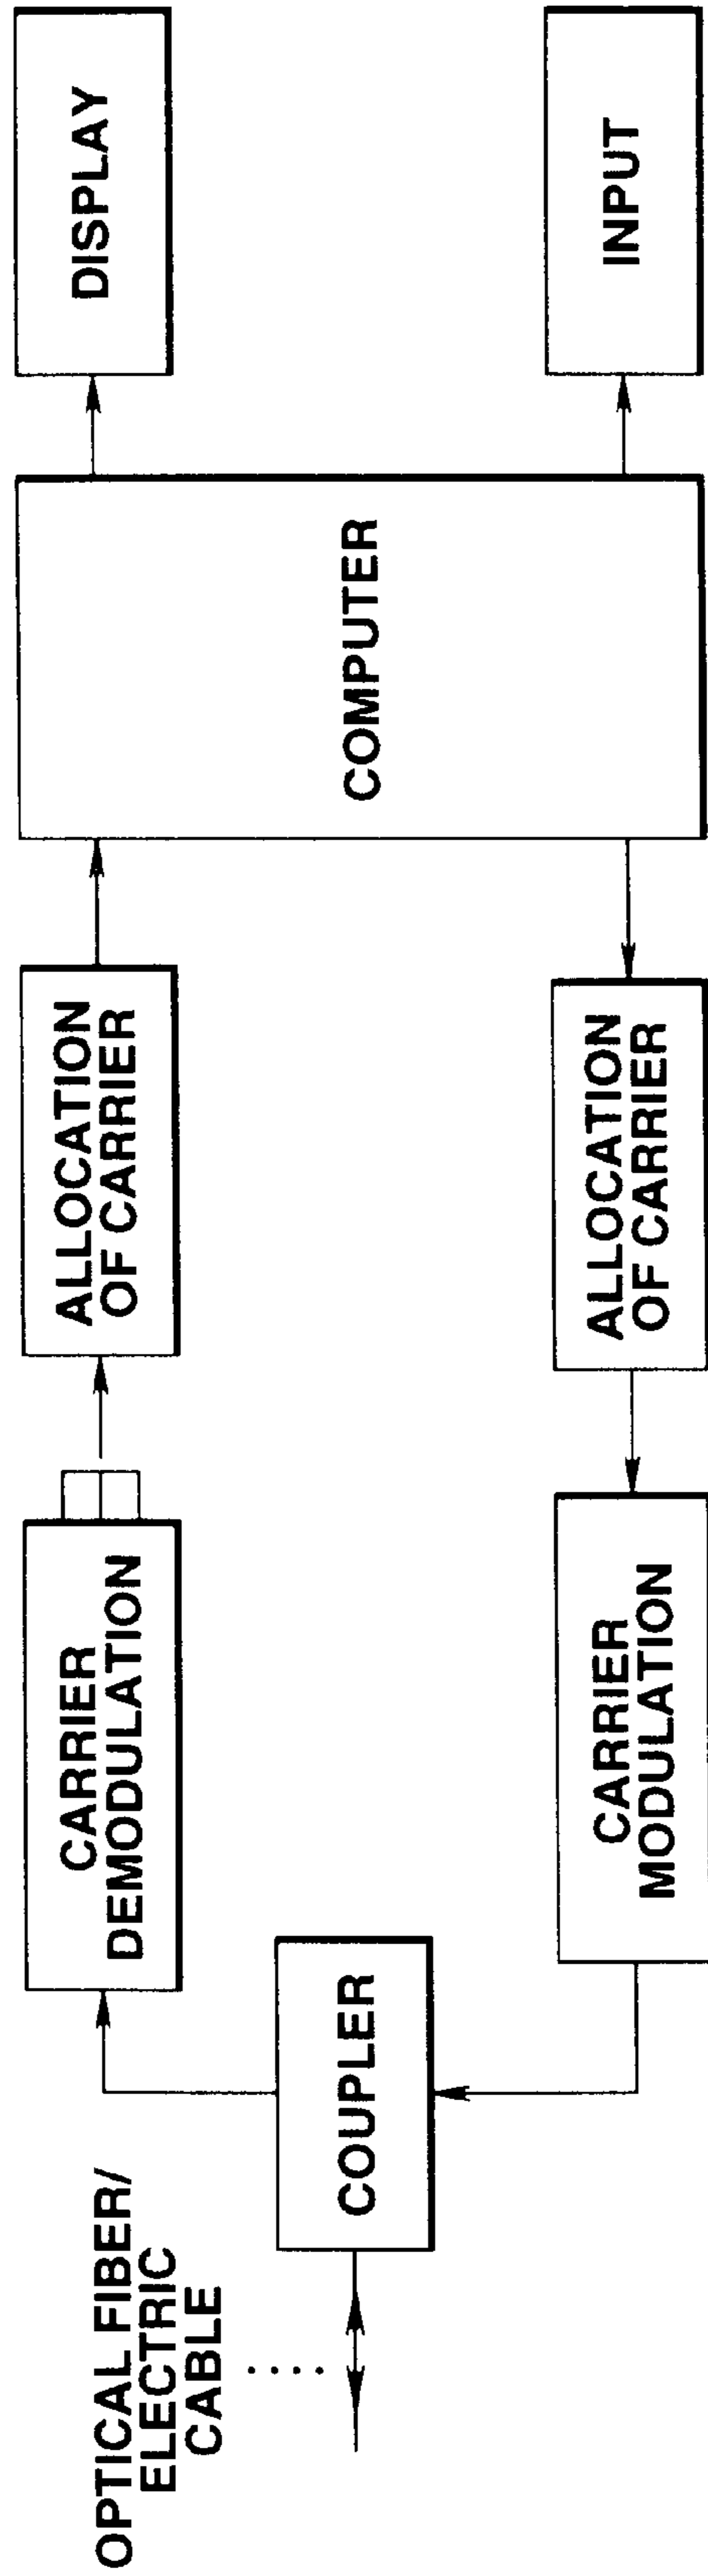 OPTICAL FIBER/
ELECTRIC
CABLE
COUPLER
CARRIER
DEMODULATION
ALLOCATION
OF CARRIER
COMPUTER
DISPLAY
INPUT
ALLOCATION
OF CARRIER
CARRIER
MODULATION